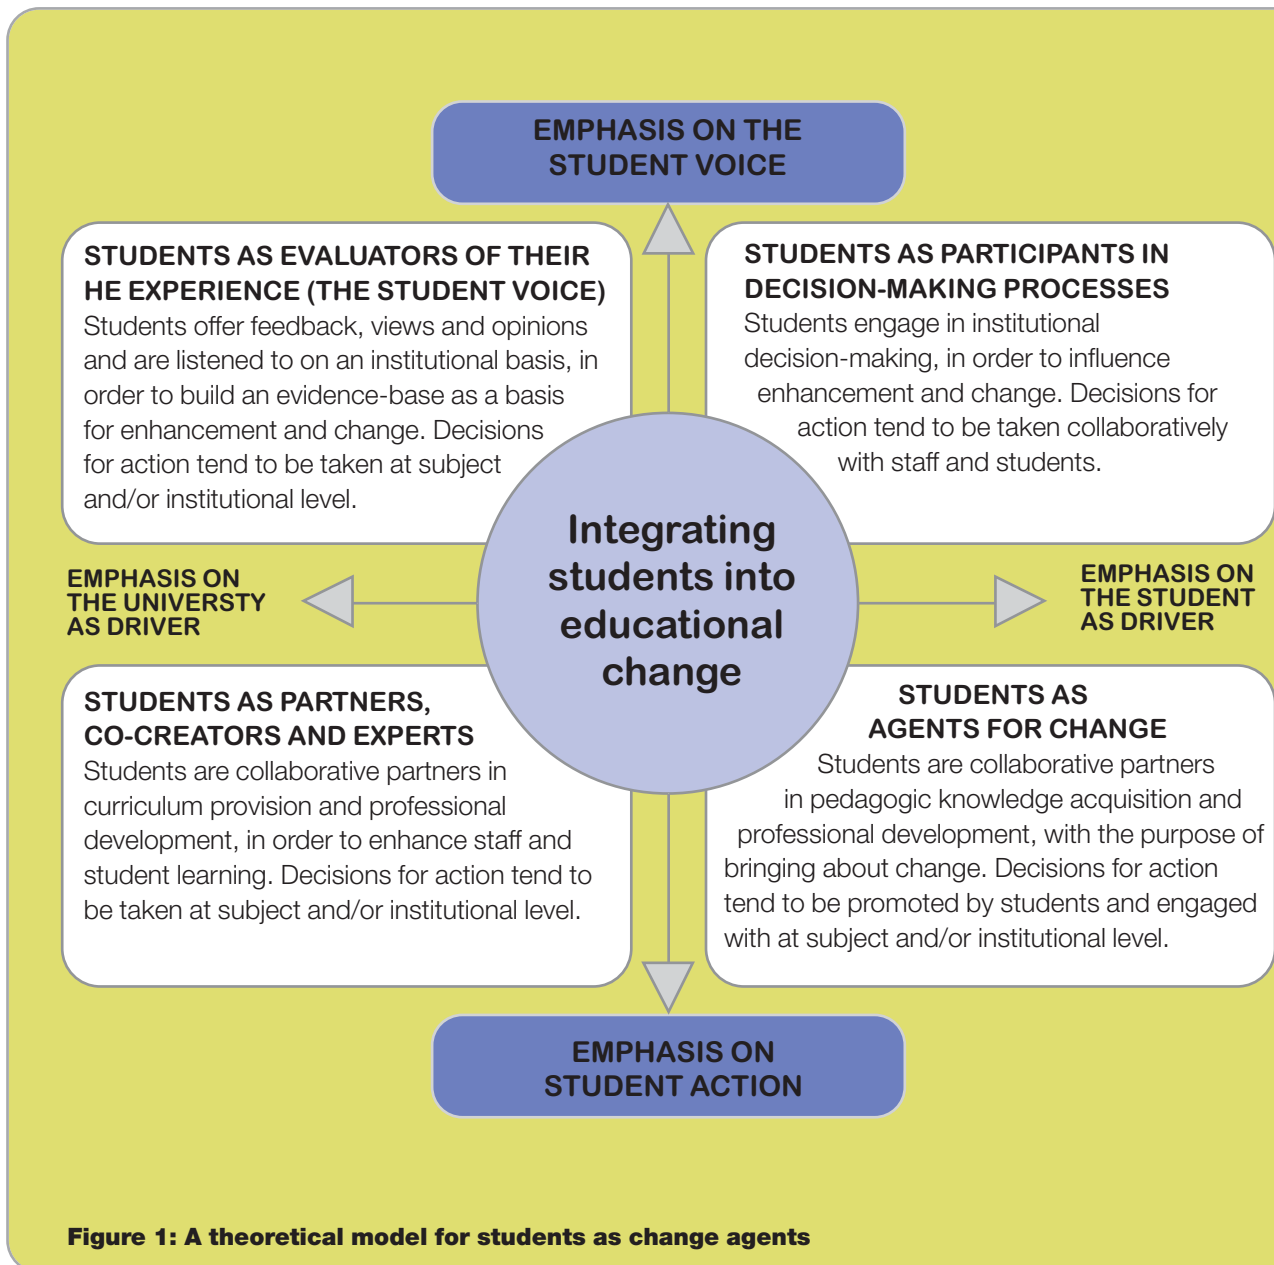 EMPHASIS ON THE
STUDENT VOICE
STUDENTS AS EVALUATORS OF THEIR
HE EXPERIENCE (THE STUDENT VOICE)
Students offer feedback, views and opinions
and are listened to on an institutional basis, in
order to build an evidence-base as a basis
for enhancement and change. Decisions
for action tend to be taken at subject
and/or institutional level.
STUDENTS AS PARTICIPANTS IN
DECISION-MAKING PROCESSES
Students engage in institutional
decision-making, in order to influence
enhancement and change. Decisions for
action tend to be taken collaboratively
with staff and students.
Integrating
students into
educational
change
EMPHASIS ON
THE UNIVERSTY
AS DRIVER
EMPHASIS ON
THE STUDENT
AS DRIVER
STUDENTS AS PARTNERS,
CO-CREATORS AND EXPERTS
Students are collaborative partners in
curriculum provision and professional
development, in order to enhance staff and
student learning. Decisions for action tend to
be taken at subject and/or institutional level.
STUDENTS AS
AGENTS FOR CHANGE
Students are collaborative partners
in pedagogic knowledge acquisition and
professional development, with the purpose of
bringing about change. Decisions for action
tend to be promoted by students and engaged
with at subject and/or institutional level.
EMPHASIS ON
STUDENT ACTION
Figure 1: A theoretical model for students as change agents